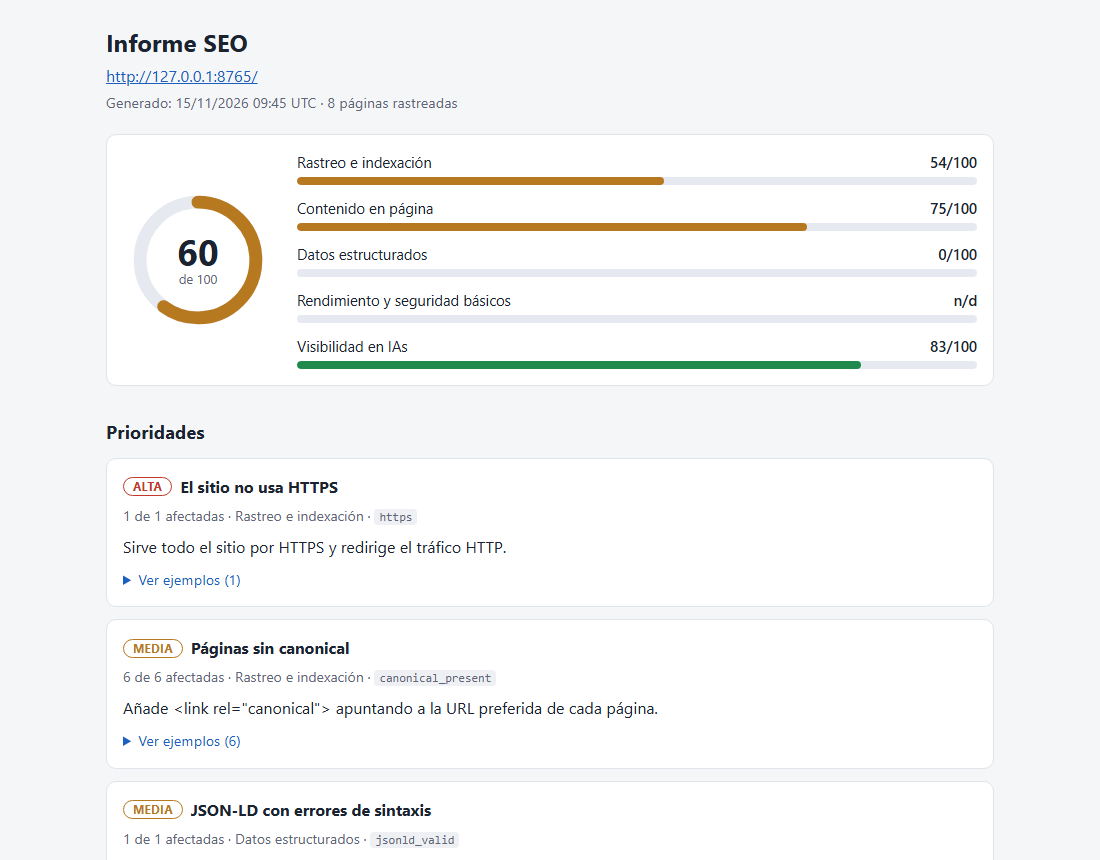 Informe SEO
http://127.0.0.1:8765/
Generado: 15/11/2026 09:45 UTC · 8 páginas rastreadas
60
de 100
Rastreo e indexación 54/100
Contenido en página 75/100
Datos estructurados 0/100
Rendimiento y seguridad básicos n/d
Visibilidad en IAs 83/100
Prioridades
ALTA El sitio no usa HTTPS
1 de 1 afectadas · Rastreo e indexación · https
Sirve todo el sitio por HTTPS y redirige el tráfico HTTP.
Ver ejemplos (1)
MEDIA Páginas sin canonical
6 de 6 afectadas · Rastreo e indexación · canonical_present
Añade <link rel="canonical"> apuntando a la URL preferida de cada página.
Ver ejemplos (6)
MEDIA JSON-LD con errores de sintaxis
1 de 1 afectadas · Datos estructurados · jsonld_valid